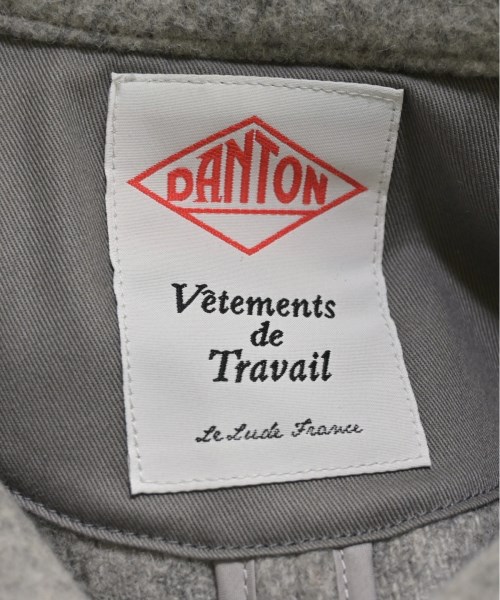 DANTON
Vêtements
de
Travail
Le Lude France